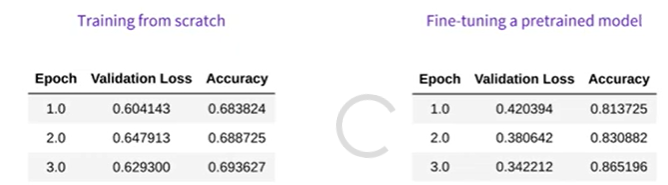 Training from scratch
Epoch Validation Loss Accuracy
1.0 0.604143 0.683824
2.0 0.647913 0.688725
3.0 0.629300 0.693627
Fine-tuning a pretrained model
Epoch Validation Loss Accuracy
1.0 0.420394 0.813725
2.0 0.380642 0.830882
3.0 0.342212 0.865196